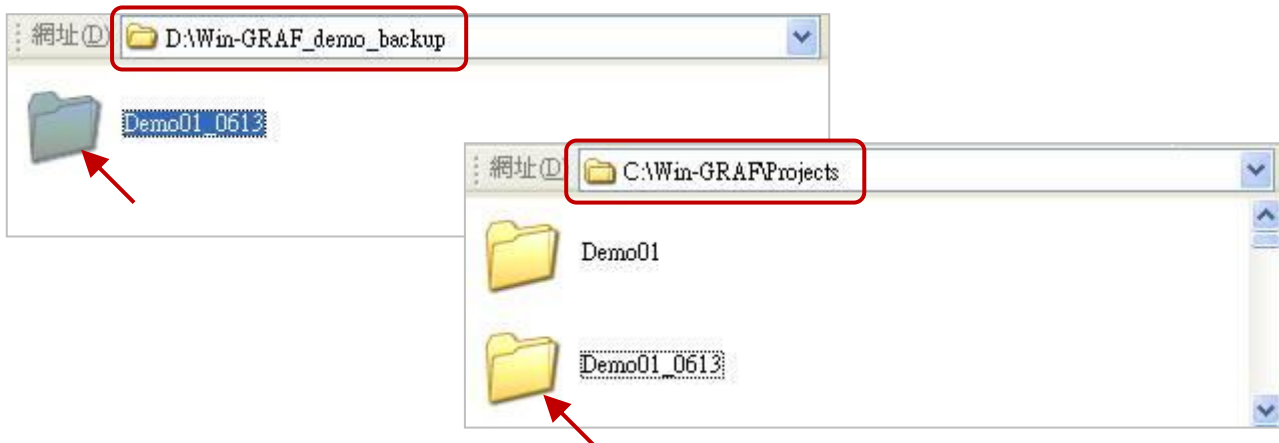 網址(D) D:\Win-GRAF_demo_backup
Demo01_0613
網址(D) C:\Win-GRAF\Projects
Demo01
Demo01_0613